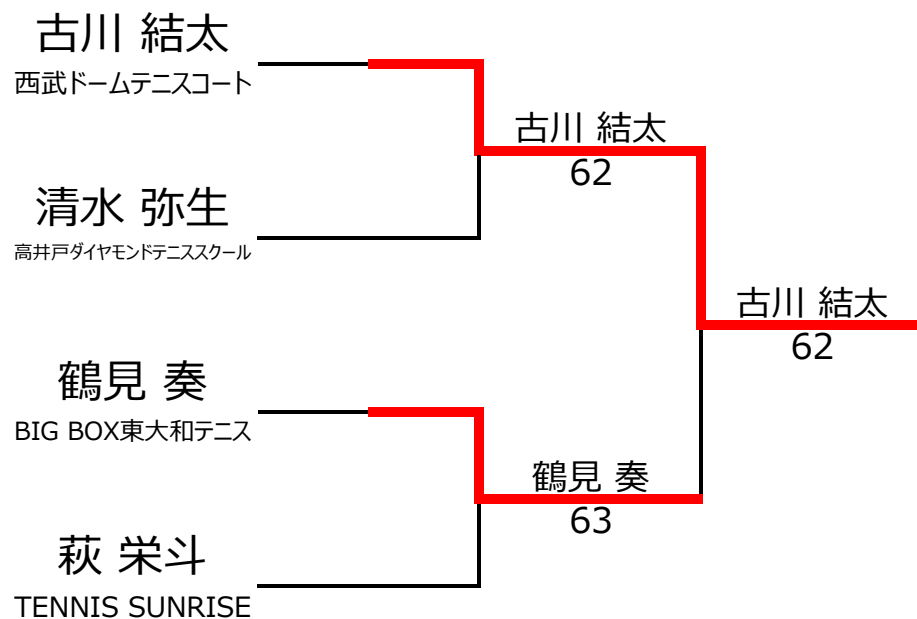 古川 結太
西武ドームテニスコート
古川 結太
62
清水 弥生
高井戸ダイヤモンドテニススクール
古川 結太
62
鶴見 奏
BIG BOX東大和テニス
鶴見 奏
63
萩 栄斗
TENNIS SUNRISE